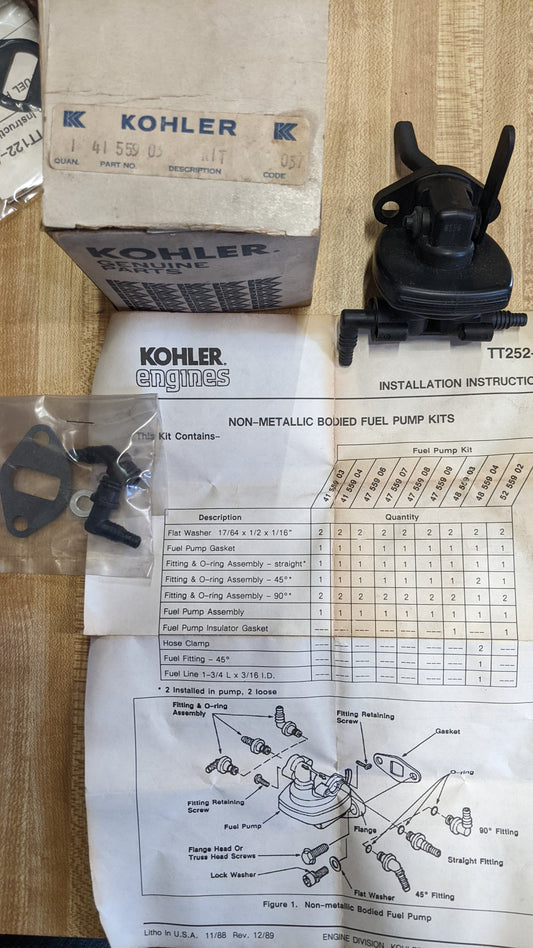 KOHLER
1 41 559 03 KIT 037
QUAN. PART NO. DESCRIPTION CODE
KOHLER.
GENUINE
PARTS
TT122-
KOHLER®
engines
TT252-
INSTALLATION INSTRUCTIO
NON-METALLIC BODIED FUEL PUMP KITS
This Kit Contains–
Fuel Pump Kit
41 559 03
41 559 04
47 559 06
47 559 07
47 559 08
47 559 09
48 559 03
48 559 04
52 559 02
Description Quantity
Flat Washer 17/64 x 1/2 x 1/16" 2 2 2 2 2 2 2 2 2
Fuel Pump Gasket 1 1 1 1 1 1 1 1 1
Fitting & O-ring Assembly – straight* 1 1 1 1 1 1 1 1 1
Fitting & O-ring Assembly – 45°* 1 1 1 1 1 1 1 2 1
Fitting & O-ring Assembly – 90°* 2 2 2 2 2 2 2 1 2
Fuel Pump Assembly 1 1 1 1 1 1 1 1 1
Fuel Pump Insulator Gasket ---- ---- ---- ---- ---- ---- 1 ---- 1
Hose Clamp ---- ---- ---- ---- ---- ---- ---- 2 ----
Fuel Fitting – 45° ---- ---- ---- ---- ---- ---- ---- 1 ----
Fuel Line 1-3/4 L x 3/16 I.D. ---- ---- ---- ---- ---- ---- ---- 1 ----
* 2 Installed in pump, 2 loose
Fitting & O-ring
Assembly
Fitting Retaining
Screw
Gasket
O-ring
Fitting Retaining
Screw
Fuel Pump
Flange
90° Fitting
Straight Fitting
Flange Head Or
Truss Head Screws
Lock Washer
Flat Washer
45° Fitting
Figure 1. Non-metallic Bodied Fuel Pump
Litho in U.S.A. 11/88 Rev. 12/89
ENGINE DIVISION, KOHLE